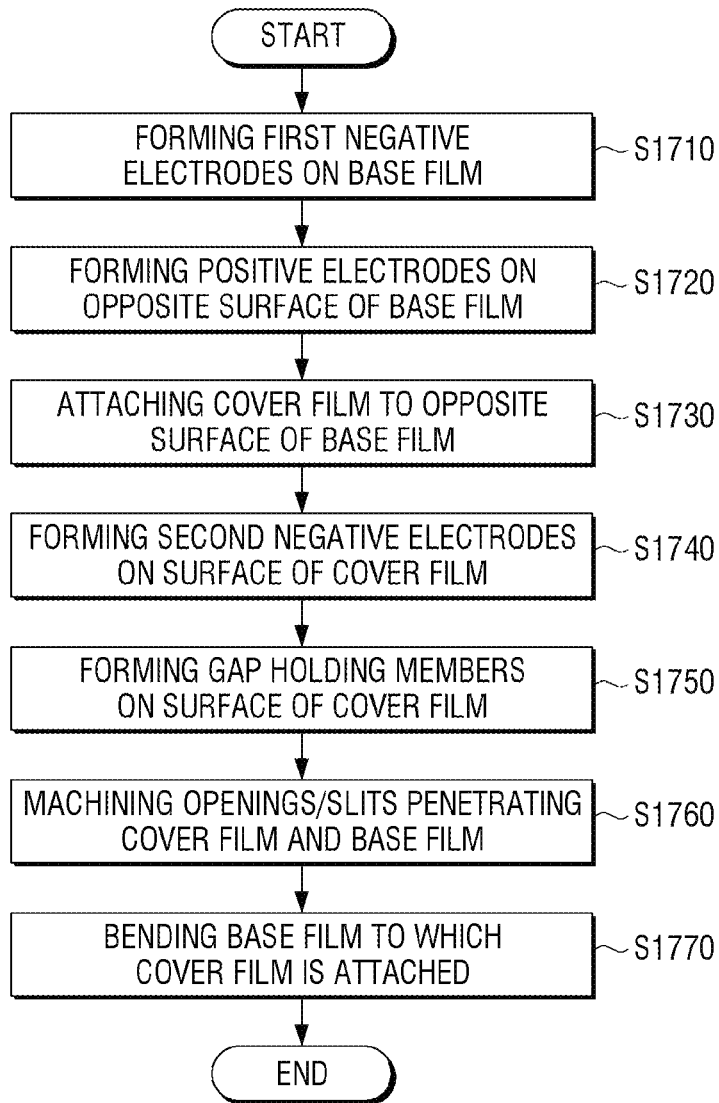 START
FORMING FIRST NEGATIVE
ELECTRODES ON BASE FILM
S1710
FORMING POSITIVE ELECTRODES ON
OPPOSITE SURFACE OF BASE FILM
S1720
ATTACHING COVER FILM TO OPPOSITE
SURFACE OF BASE FILM
S1730
FORMING SECOND NEGATIVE ELECTRODES
ON SURFACE OF COVER FILM
S1740
FORMING GAP HOLDING MEMBERS
ON SURFACE OF COVER FILM
S1750
MACHINING OPENINGS/SLITS PENETRATING
COVER FILM AND BASE FILM
S1760
BENDING BASE FILM TO WHICH
COVER FILM IS ATTACHED
S1770
END